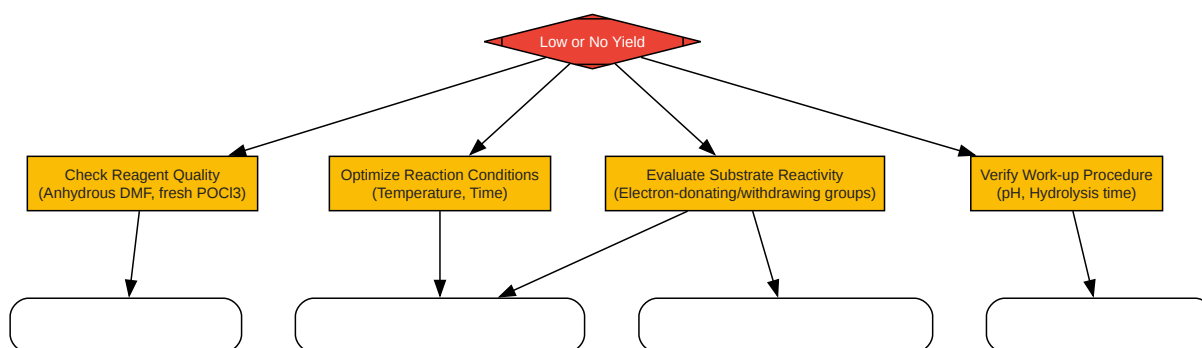 Low or No Yield
Check Reagent Quality
(Anhydrous DMF, fresh POCl3)
Optimize Reaction Conditions
(Temperature, Time)
Evaluate Substrate Reactivity
(Electron-donating/withdrawing groups)
Verify Work-up Procedure
(pH, Hydrolysis time)